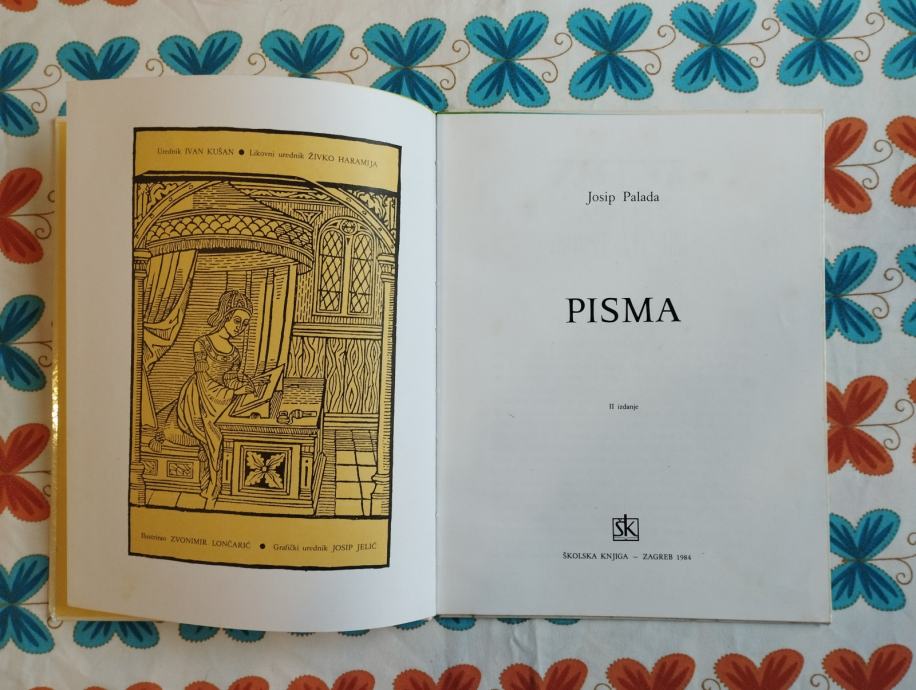 Urednik IVAN KUŠAN ● Likovni urednik ŽIVKO HARAMIJA
Ilustrirao ZVONIMIR LONČARIĆ ● Grafički urednik JOSIP JELIĆ
Josip Palada
PISMA
II izdanje
ŠK
ŠKOLSKA KNJIGA – ZAGREB 1984